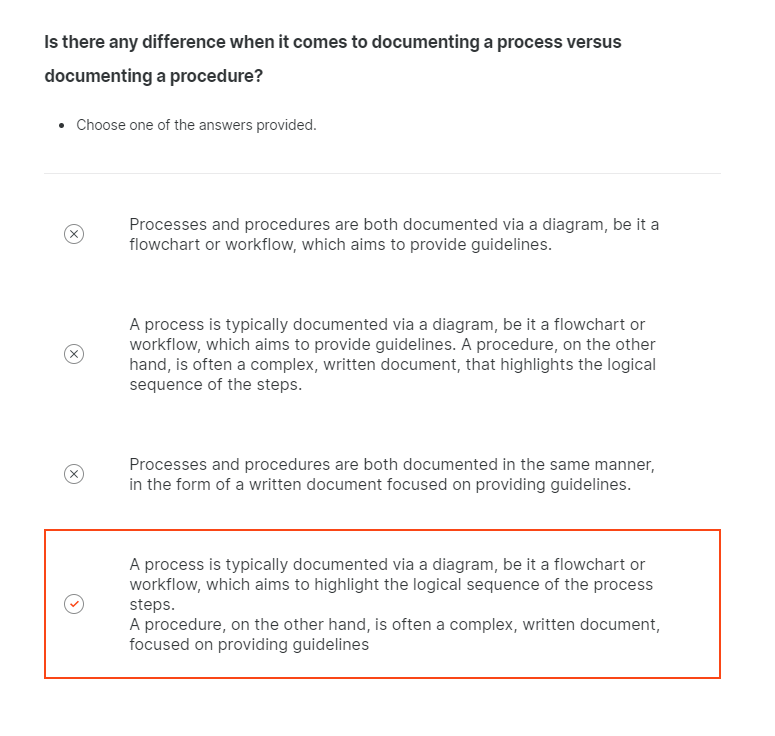 Is there any difference when it comes to documenting a process versus
documenting a procedure?
• Choose one of the answers provided.
Processes and procedures are both documented via a diagram, be it a
flowchart or workflow, which aims to provide guidelines.
A process is typically documented via a diagram, be it a flowchart or
workflow, which aims to provide guidelines. A procedure, on the other
hand, is often a complex, written document, that highlights the logical
sequence of the steps.
Processes and procedures are both documented in the same manner,
in the form of a written document focused on providing guidelines.
A process is typically documented via a diagram, be it a flowchart or
workflow, which aims to highlight the logical sequence of the process
steps.
A procedure, on the other hand, is often a complex, written document,
focused on providing guidelines